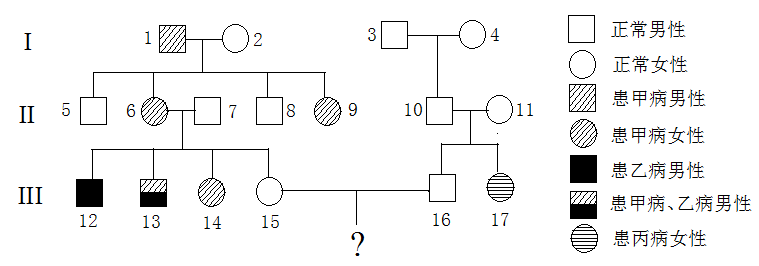 I 1 2 3 4 正常男性
正常女性
II 5 6 7 8 9 10 11 患甲病男性
患甲病女性
患乙病男性
III 12 13 14 15 16 17 患甲病、乙病男性
? 患丙病女性